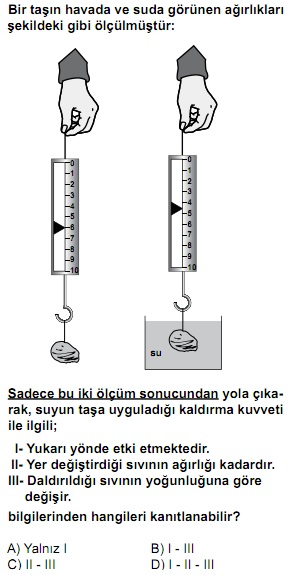 Bir taşın havada ve suda görünen ağırlıkları
şekildeki gibi ölçülmüştür:
0
1
2
3
4
5
6
7
8
9
10
0
1
2
3
4
5
6
7
8
9
10
su
Sadece bu iki ölçüm sonucundan yola çıka-
rak, suyun taşa uyguladığı kaldırma kuvveti
ile ilgili;
I- Yukarı yönde etki etmektedir.
II- Yer değiştirdiği sıvının ağırlığı kadardır.
III- Daldırıldığı sıvının yoğunluğuna göre
değişir.
bilgilerinden hangileri kanıtlanabilir?
A) Yalnız I B) I - III
C) II - III D) I - II - III